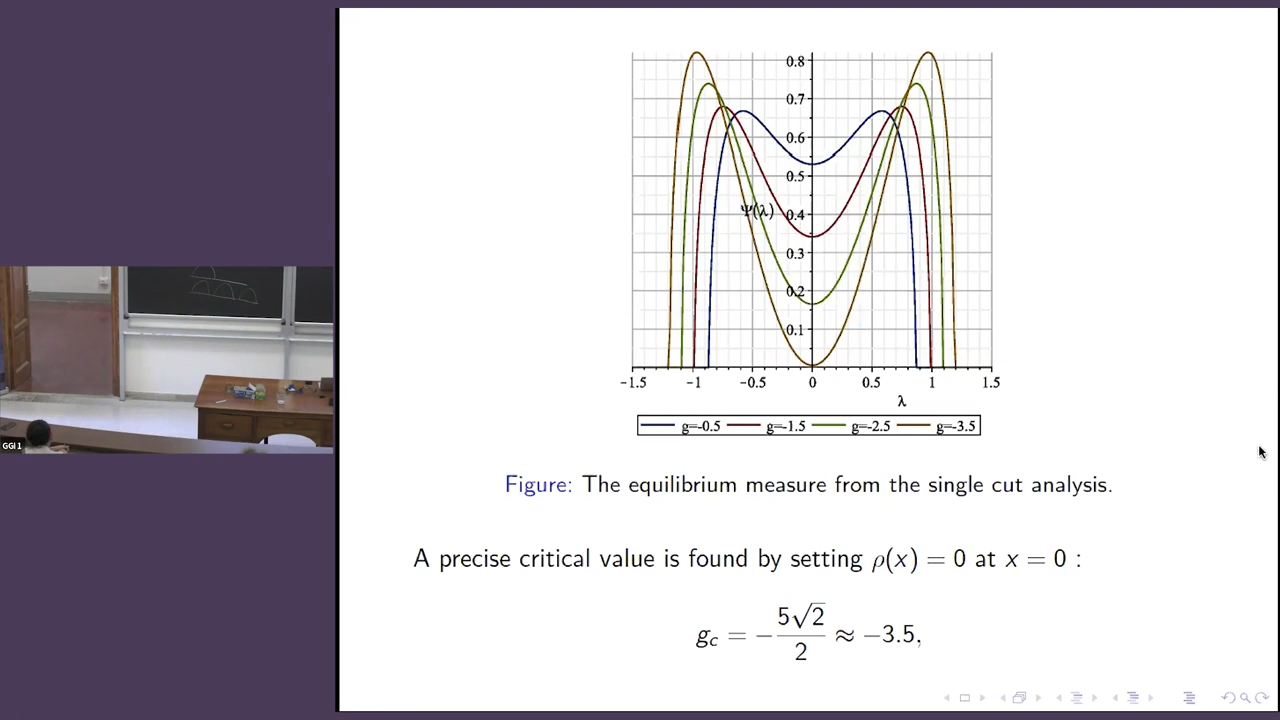 0.8
0.7
0.6
0.5
Ψ(λ) 0.4
0.3
0.2
0.1
−1.5 −1 −0.5 0 0.5 1 1.5
λ
g=-0.5 g=-1.5 g=-2.5 g=-3.5
Figure: The equilibrium measure from the single cut analysis.
A precise critical value is found by setting ρ(x) = 0 at x = 0 :
g_c = −5√2/2 ≈ −3.5,
GGI 1